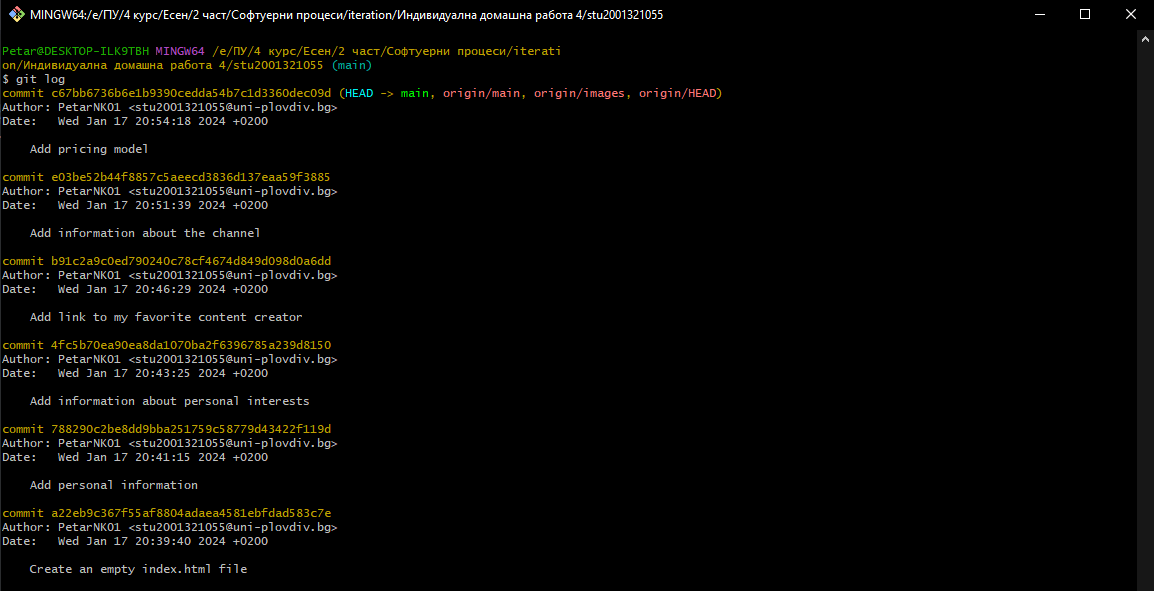 MINGW64:/e/ПУ/4 курс/Есен/2 част/Софтуерни процеси/iteration/Индивидуална домашна работа 4/stu2001321055
Petar@DESKTOP-ILK9TBH MINGW64 /e/ПУ/4 курс/Есен/2 част/Софтуерни процеси/iterati
on/Индивидуална домашна работа 4/stu2001321055 (main)
$ git log
commit c67bb6736b6e1b9390cedda54b7c1d3360dec09d (HEAD -> main, origin/main, origin/images, origin/HEAD)
Author: PetarNK01 <stu2001321055@uni-plovdiv.bg>
Date:   Wed Jan 17 20:54:18 2024 +0200
    Add pricing model
commit e03be52b44f8857c5aeecd3836d137eaa59f3885
Author: PetarNK01 <stu2001321055@uni-plovdiv.bg>
Date:   Wed Jan 17 20:51:39 2024 +0200
    Add information about the channel
commit b91c2a9c0ed790240c78cf4674d849d098d0a6dd
Author: PetarNK01 <stu2001321055@uni-plovdiv.bg>
Date:   Wed Jan 17 20:46:29 2024 +0200
    Add link to my favorite content creator
commit 4fc5b70ea90ea8da1070ba2f6396785a239d8150
Author: PetarNK01 <stu2001321055@uni-plovdiv.bg>
Date:   Wed Jan 17 20:43:25 2024 +0200
    Add information about personal interests
commit 788290c2be8dd9bba251759c58779d43422f119d
Author: PetarNK01 <stu2001321055@uni-plovdiv.bg>
Date:   Wed Jan 17 20:41:15 2024 +0200
    Add personal information
commit a22eb9c367f55af8804adaea4581ebfdad583c7e
Author: PetarNK01 <stu2001321055@uni-plovdiv.bg>
Date:   Wed Jan 17 20:39:40 2024 +0200
    Create an empty index.html file